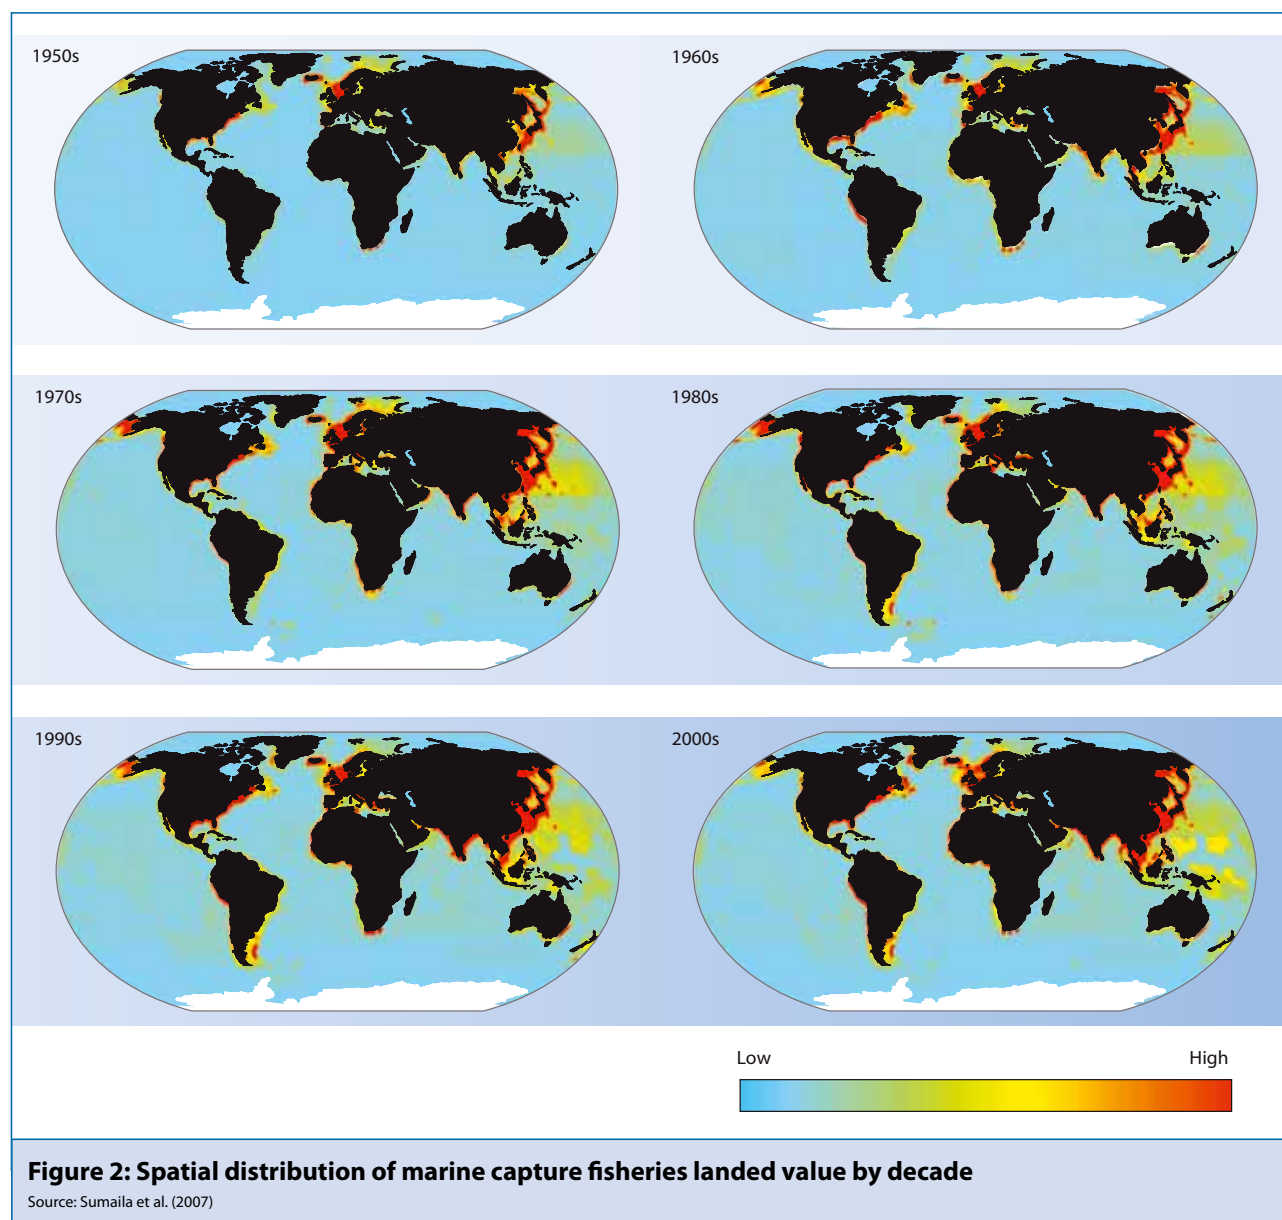 1950s
1960s
1970s
1980s
1990s
2000s
Low High
Figure 2: Spatial distribution of marine capture fisheries landed value by decade
Source: Sumaila et al. (2007)